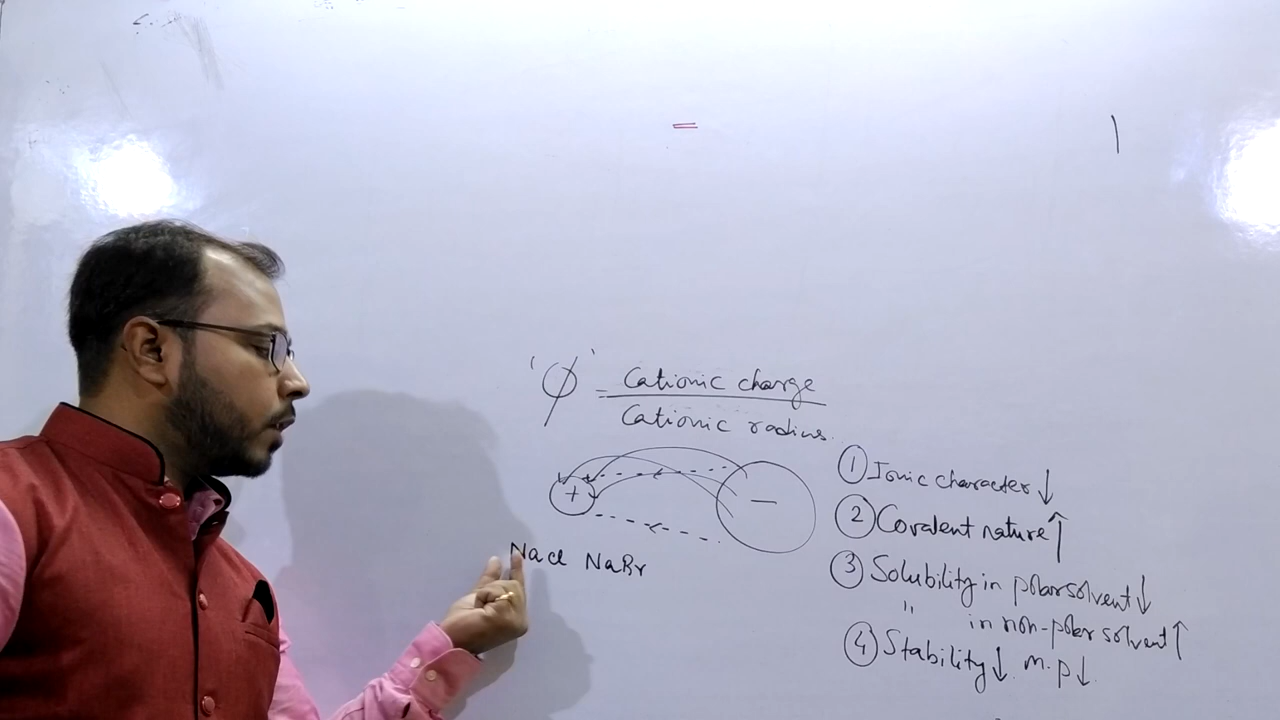 =
'ϕ' = Cationic charge
Cationic radius.
+
−
NaCl NaBr
① Ionic character ↓
② Covalent nature ↑
③ Solubility in polar solvent ↓
" in non-polar solvent ↑
④ Stability ↓. m.p ↓.